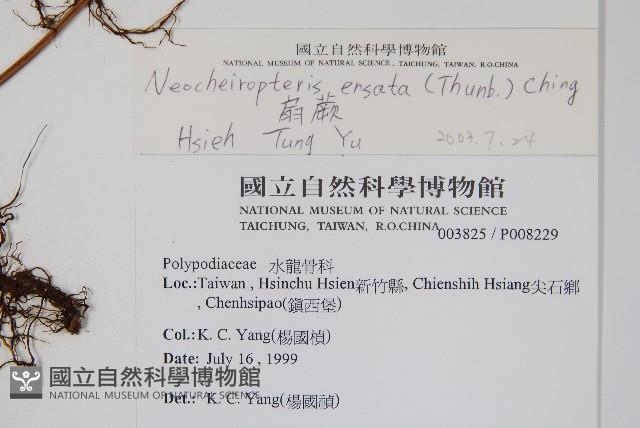 國立自然科學博物館
NATIONAL MUSEUM OF NATURAL SCIENCE, TAICHUNG, TAIWAN, R.O.CHINA
Neocheiropteris ensata (Thunb.) Ching
扇蕨
Hsieh Tung Yu 2003.7.24
國立自然科學博物館
NATIONAL MUSEUM OF NATURAL SCIENCE
TAICHUNG, TAIWAN, R.O.CHINA 003825 / P008229
Polypodiaceae 水龍骨科
Loc.:Taiwan , Hsinchu Hsien新竹縣, Chienshih Hsiang尖石鄉
, Chenhsipao(鎮西堡)
Col.: K. C. Yang(楊國楨)
Date: July 16 , 1999
Det.: K. C. Yang(楊國禎)
國立自然科學博物館
NATIONAL MUSEUM OF NATURAL SCIENCE